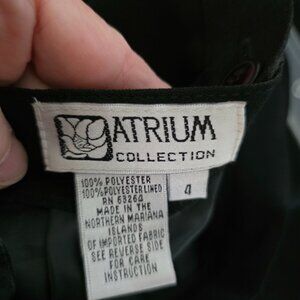 ATRIUM
COLLECTION
4
100% POLYESTER
100% POLYESTER LINED
RN 63264
MADE IN THE
NORTHERN MARIANA
ISLANDS
OF IMPORTED FABRIC
SEE REVERSE SIDE
FOR CARE
INSTRUCTION